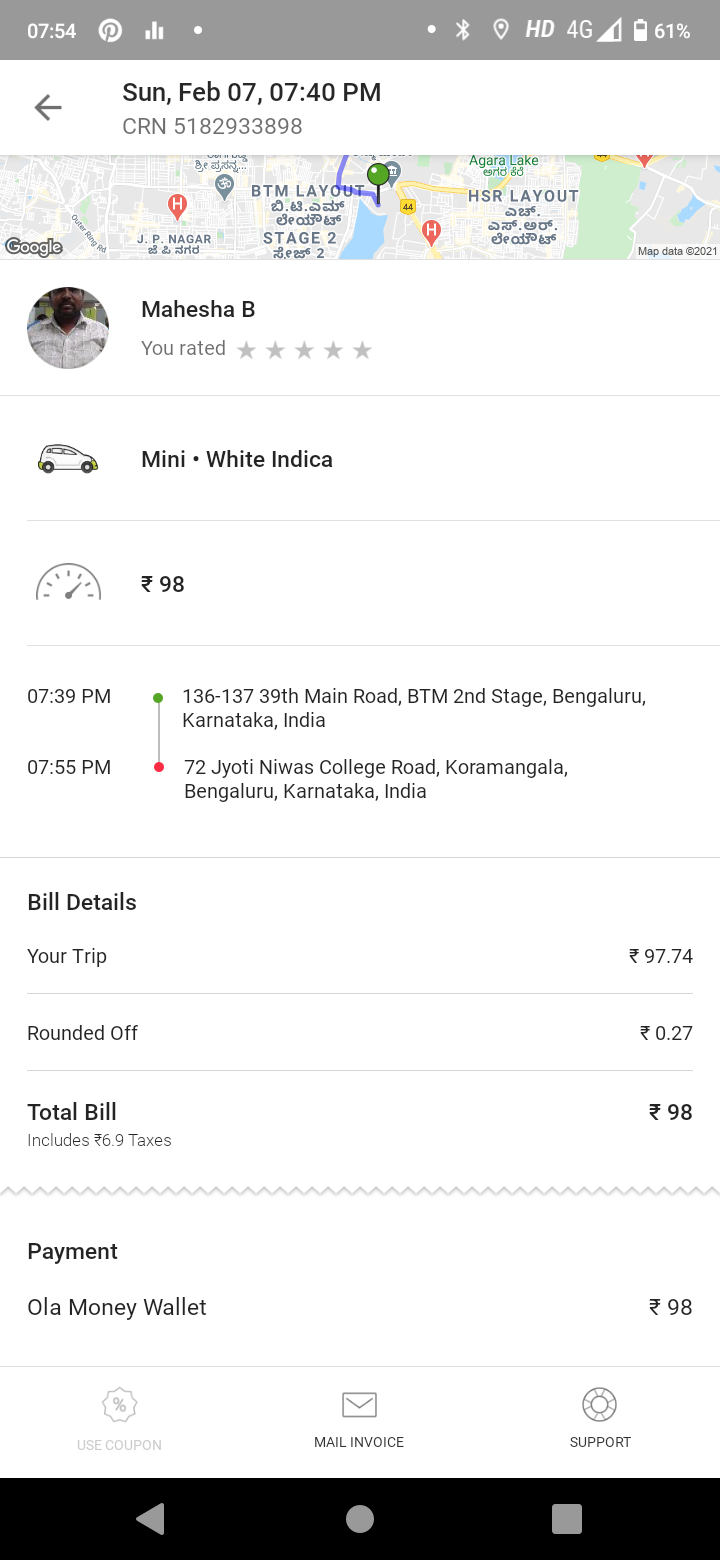 07:54
HD 4G 61%
Sun, Feb 07, 07:40 PM
CRN 5182933898
Agara Lake
ಅಗರ ಕೆರೆ
BTM LAYOUT
ಬಿ.ಟಿ.ಎಮ್
ಲೇಯೌಟ್
STAGE 2
ಸ್ಟೇಜ್ 2
44
HSR LAYOUT
ಎಚ್.
ಎಸ್.ಆರ್.
ಲೇಯೌಟ್
Outer Ring Rd
J. P. NAGAR
ಜೆ ಪಿ ನಗರ
Google
Map data ©2021
Mahesha B
You rated
Mini • White Indica
₹ 98
07:39 PM
136-137 39th Main Road, BTM 2nd Stage, Bengaluru,
Karnataka, India
07:55 PM
72 Jyoti Niwas College Road, Koramangala,
Bengaluru, Karnataka, India
Bill Details
Your Trip ₹ 97.74
Rounded Off ₹ 0.27
Total Bill ₹ 98
Includes ₹6.9 Taxes
Payment
Ola Money Wallet ₹ 98
USE COUPON
MAIL INVOICE
SUPPORT